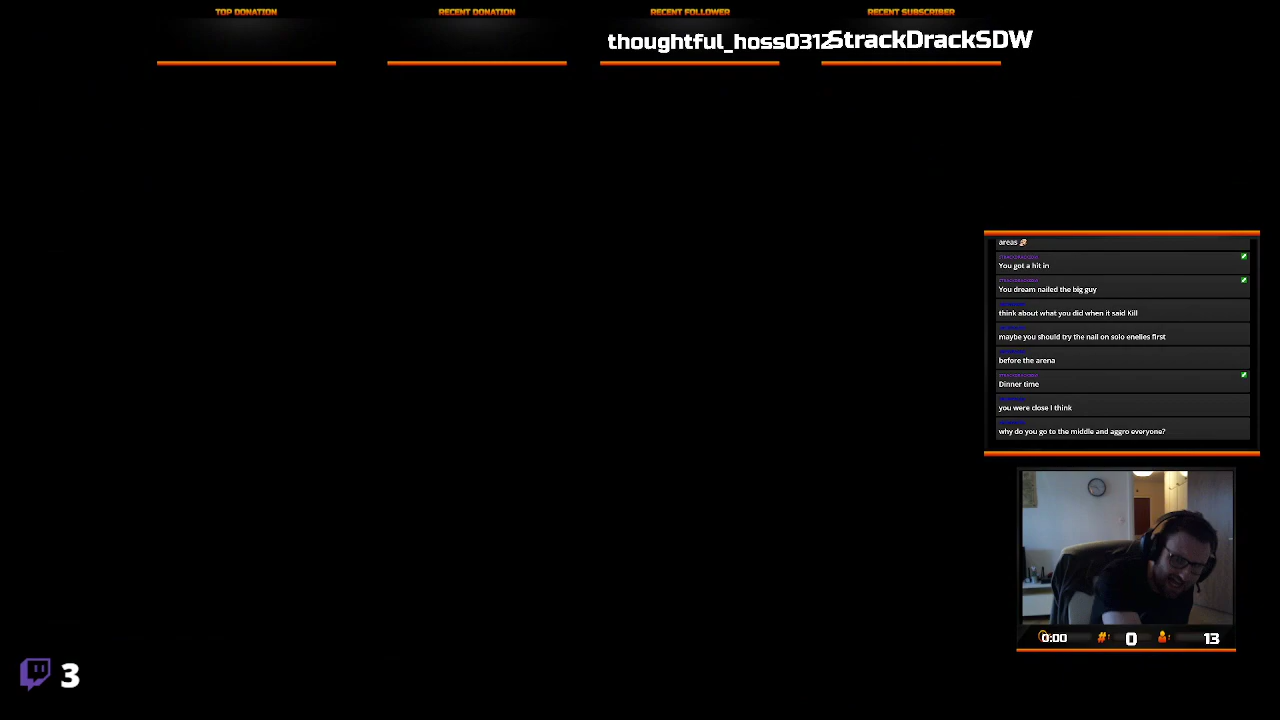 TOP DONATION
RECENT DONATION
RECENT FOLLOWER
RECENT SUBSCRIBER
thoughtful_hoss0312
StrackDrackSDW
areas
You got a hit in
You dream nailed the big guy
think about what you did when it said Kill
maybe you should try the nail on solo eneIIes first
before the arena
Dinner time
you were close I think
why do you go to the middle and aggro everyone?
0:00
0
13
3